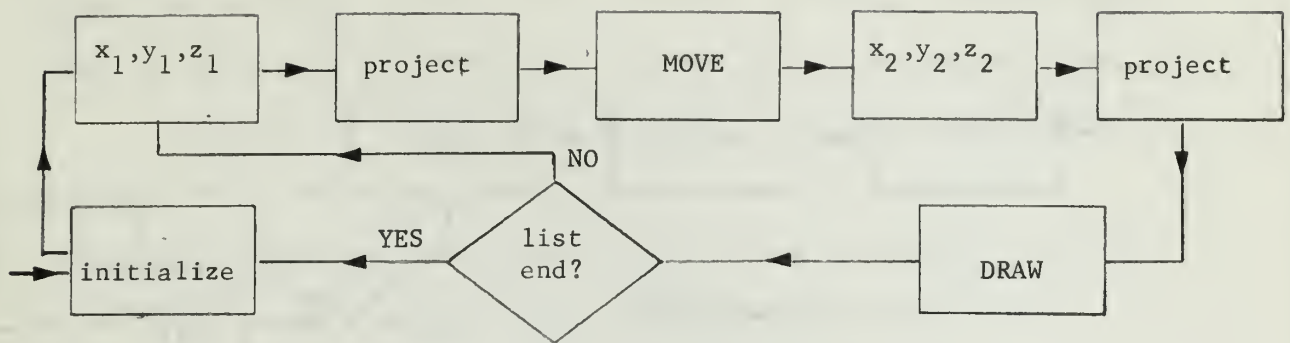 x₁,y₁,z₁
project
MOVE
x₂,y₂,z₂
project
NO
YES
list
end?
initialize
DRAW